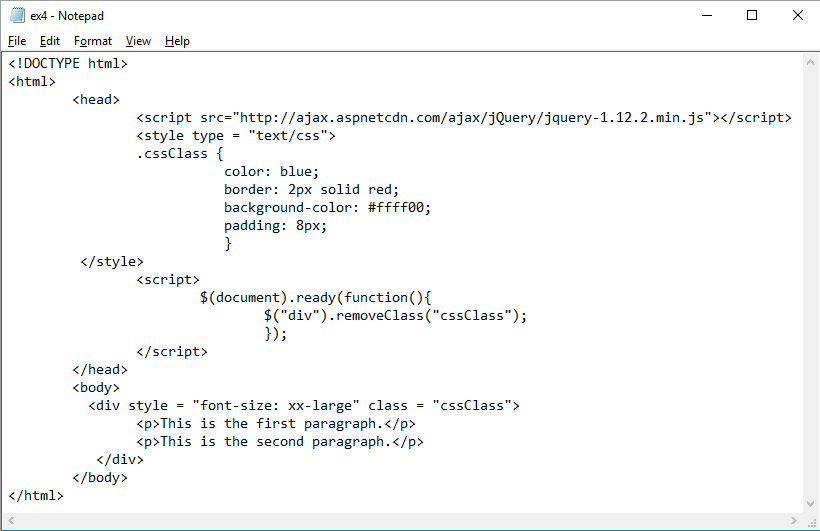 ex4 - Notepad
File Edit Format View Help
<!DOCTYPE html>
<html>
<head>
<script src="http://ajax.aspnetcdn.com/ajax/jQuery/jquery-1.12.2.min.js"></script>
<style type = "text/css">
.cssClass {
color: blue;
border: 2px solid red;
background-color: #ffff00;
padding: 8px;
}
</style>
<script>
$(document).ready(function(){
$("div").removeClass("cssClass");
});
</script>
</head>
<body>
<div style = "font-size: xx-large" class = "cssClass">
<p>This is the first paragraph.</p>
<p>This is the second paragraph.</p>
</div>
</body>
</html>